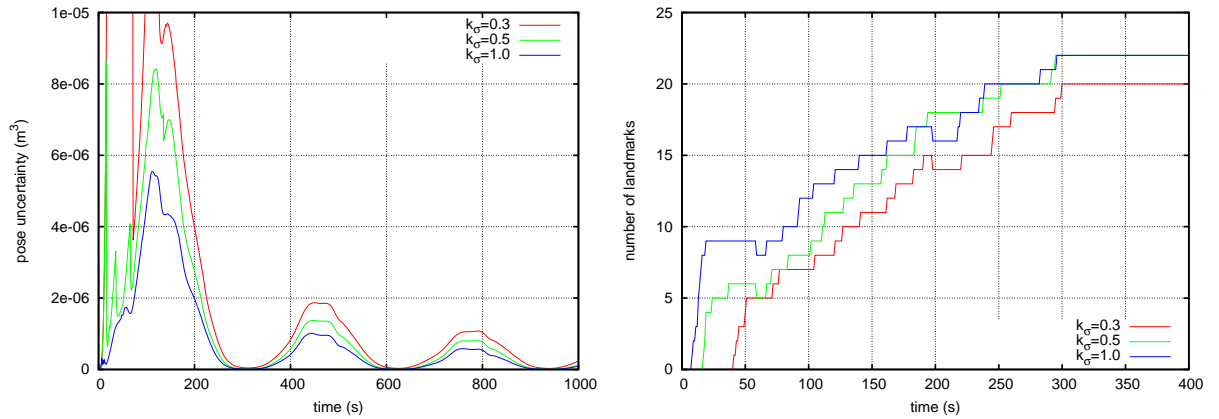 1e-05
8e-06
6e-06
4e-06
2e-06
0
pose uncertainty (m³)
0 200 400 600 800 1000
time (s)
kσ=0.3
kσ=0.5
kσ=1.0
25
20
15
10
5
0
number of landmarks
0 50 100 150 200 250 300 350 400
time (s)
kσ=0.3
kσ=0.5
kσ=1.0